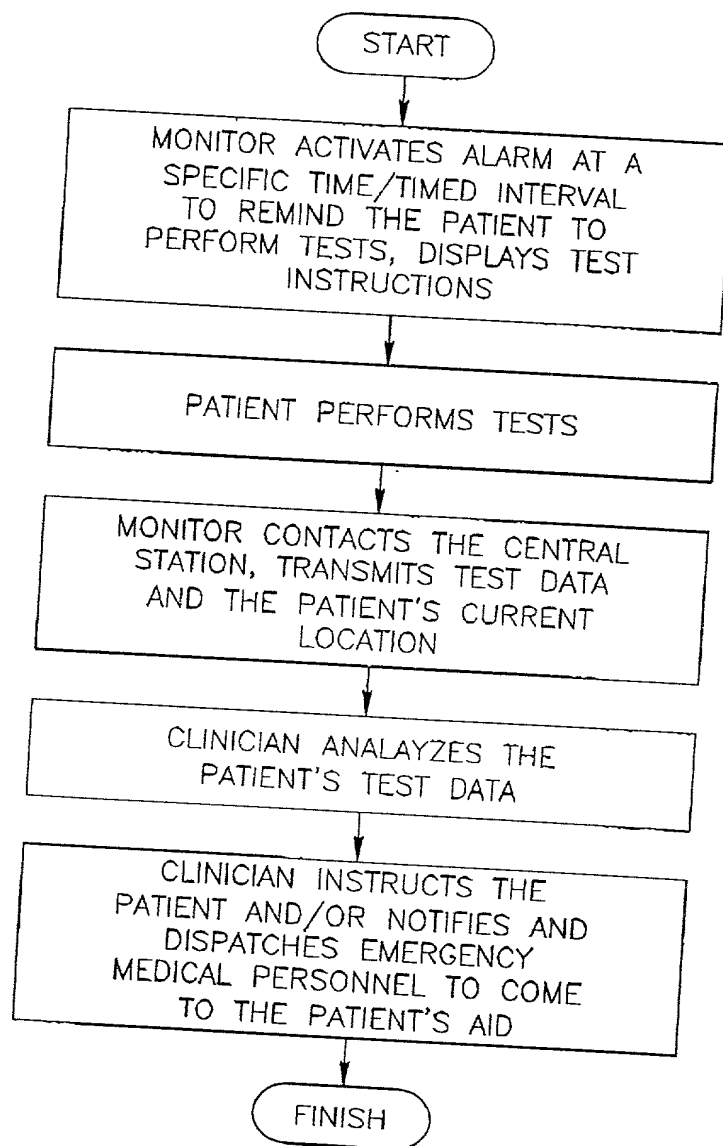 START
MONITOR ACTIVATES ALARM AT A
SPECIFIC TIME/TIMED INTERVAL
TO REMIND THE PATIENT TO
PERFORM TESTS, DISPLAYS TEST
INSTRUCTIONS
PATIENT PERFORMS TESTS
MONITOR CONTACTS THE CENTRAL
STATION, TRANSMITS TEST DATA
AND THE PATIENT'S CURRENT
LOCATION
CLINICIAN ANALAYZES THE
PATIENT'S TEST DATA
CLINICIAN INSTRUCTS THE
PATIENT AND/OR NOTIFIES AND
DISPATCHES EMERGENCY
MEDICAL PERSONNEL TO COME
TO THE PATIENT'S AID
FINISH